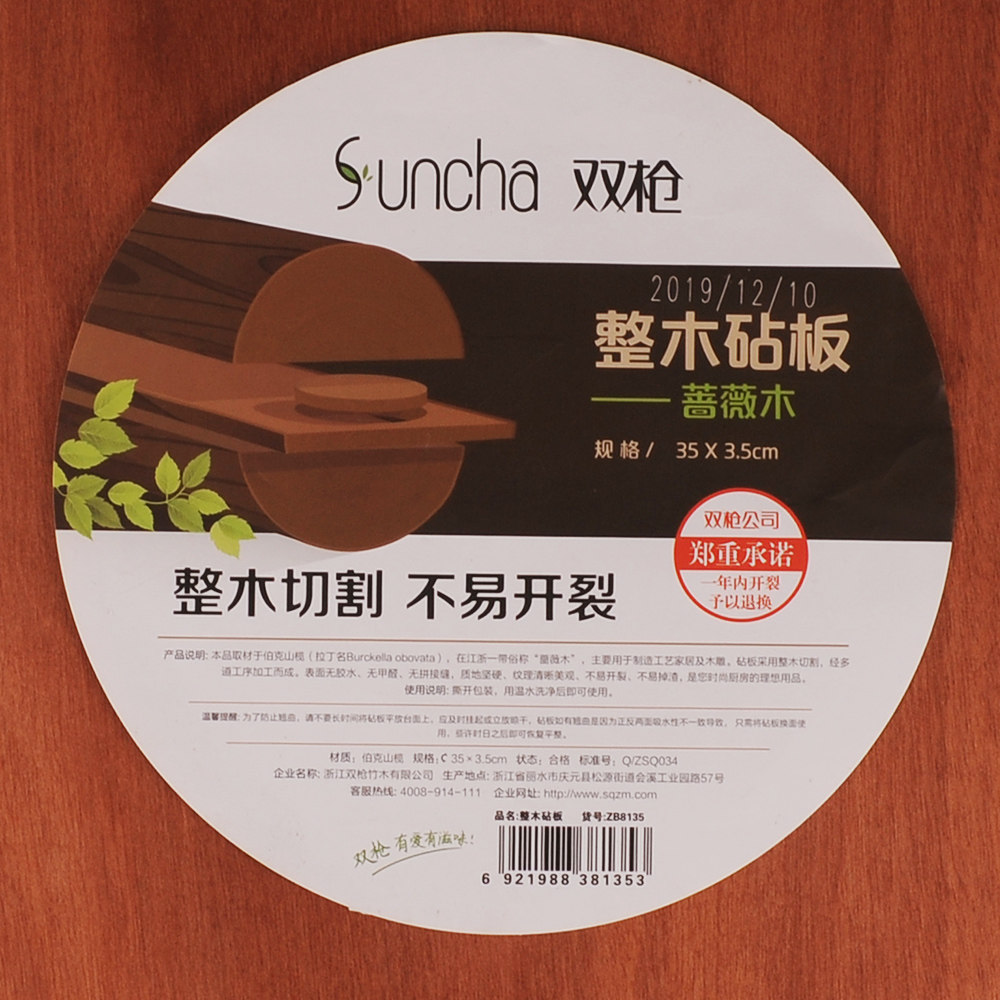 Suncha 双枪
2019/12/10
整木砧板
——蔷薇木
规格/ 35 X 3.5cm
双枪公司
郑重承诺
一年内开裂
予以退换
整木切割 不易开裂
产品说明: 本品取材于伯克山榄（拉丁名Burckella obovata），在江浙一带俗称“蔷薇木”，主要用于制造工艺家居及木雕。砧板采用整木切割，经多
道工序加工而成。表面无胶水、无甲醛、无拼接缝，质地坚硬、纹理清晰美观、不易开裂、不易掉渣，是您时尚厨房的理想用品。
使用说明: 撕开包装，用温水洗净后即可使用。
温馨提醒: 为了防止翘曲，请不要长时间将砧板平放台面上，应及时挂起或立放晾干，砧板如有翘曲是因为正反两面吸水性不一致导致，只需将砧板换面使
用，些许时日之后即可恢复平整。
材质: 伯克山榄 规格: 35×3.5cm 状态: 合格 标准号: Q/ZSQ034
企业名称: 浙江双枪竹木有限公司 生产地点: 浙江省丽水市庆元县松源街道会溪工业园路57号
客服热线: 4008-914-111 企业网址: http://www.sqzm.com
品名:整木砧板 货号:ZB8135
双枪 有爱有滋味!
6 921988 381353